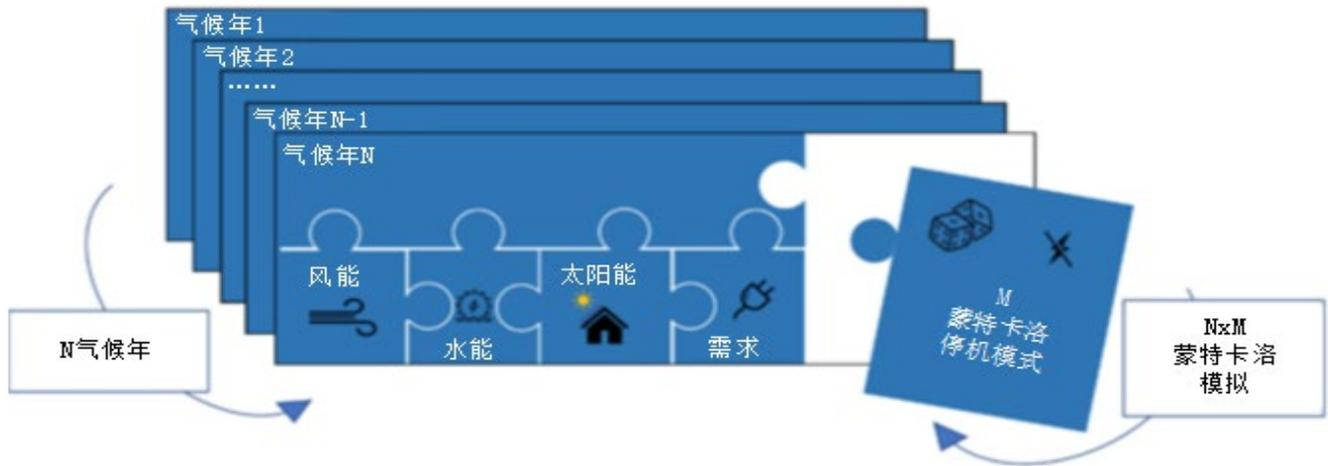 气候年1
气候年2
……
气候年N-1
气候年N
风能
水能
太阳能
需求
M
蒙特卡洛
停机模式
N气候年
NxM
蒙特卡洛
模拟